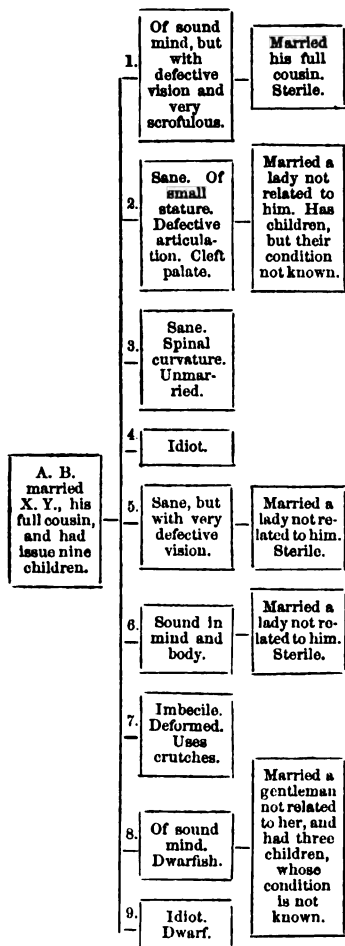 1.
Of sound
mind, but
with
defective
vision and
very
scrofulous.
Married
his full
cousin.
Sterile.
2.
Sane. Of
small
stature.
Defective
articula-
tion. Cleft
palate.
Married a
lady not
related to
him. Has
children,
but their
condition
not known.
3.
Sane.
Spinal
curvature.
Unmar-
ried.
4.
Idiot.
A. B.
married
X. Y., his
full cousin,
and had
issue nine
children.
5.
Sane, but
with very
defective
vision.
Married a
lady not re-
lated to him.
Sterile.
6.
Sound in
mind and
body.
Married a
lady not re-
lated to him.
Sterile.
7.
Imbecile.
Deformed.
Uses
crutches.
8.
Of sound
mind.
Dwarfish.
Married a
gentleman
not related
to her, and
had three
children,
whose
condition
is not
known.
9.
Idiot.
Dwarf.